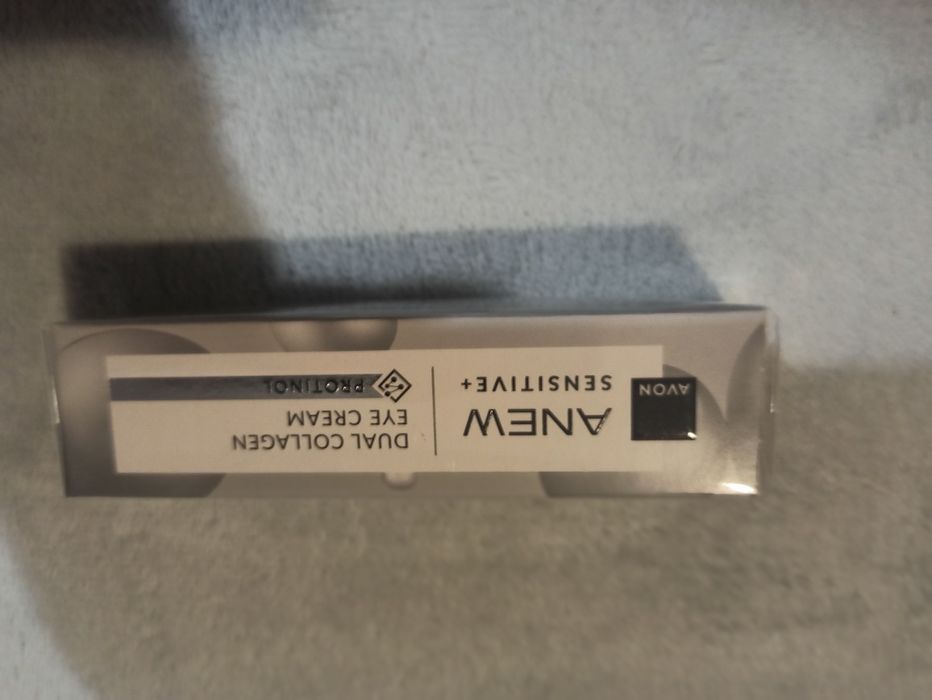 AVON
ANEW
SENSITIVE+
DUAL COLLAGEN
EYE CREAM
PROTINOL